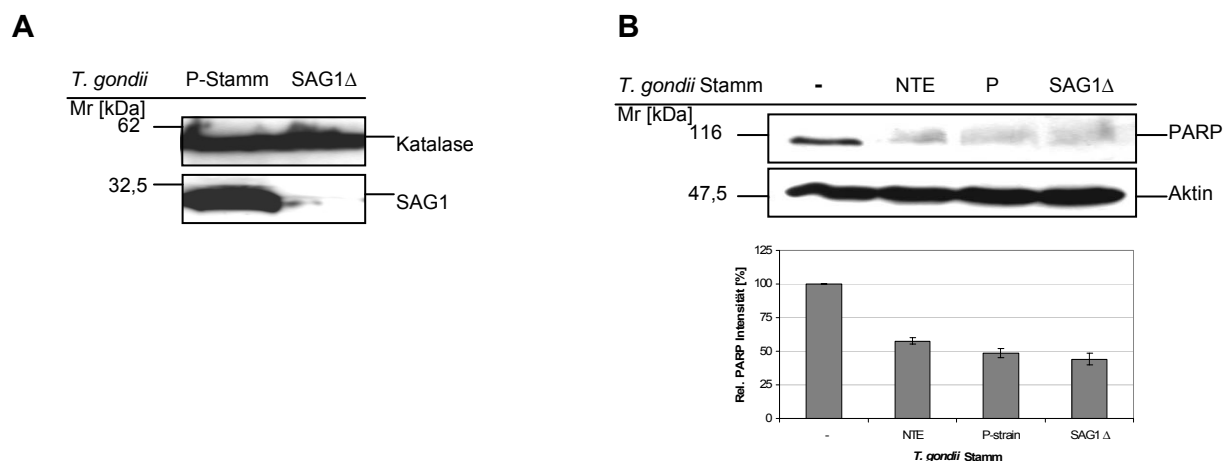 A
T. gondii P-Stamm SAG1Δ
Mr [kDa]
62
Katalase
32,5
SAG1
B
T. gondii Stamm - NTE P SAG1Δ
Mr [kDa]
116
PARP
47,5
Aktin
Rel. PARP Intensität [%]
125
100
75
50
25
0
- NTE P-strain SAG1 Δ
T. gondii Stamm